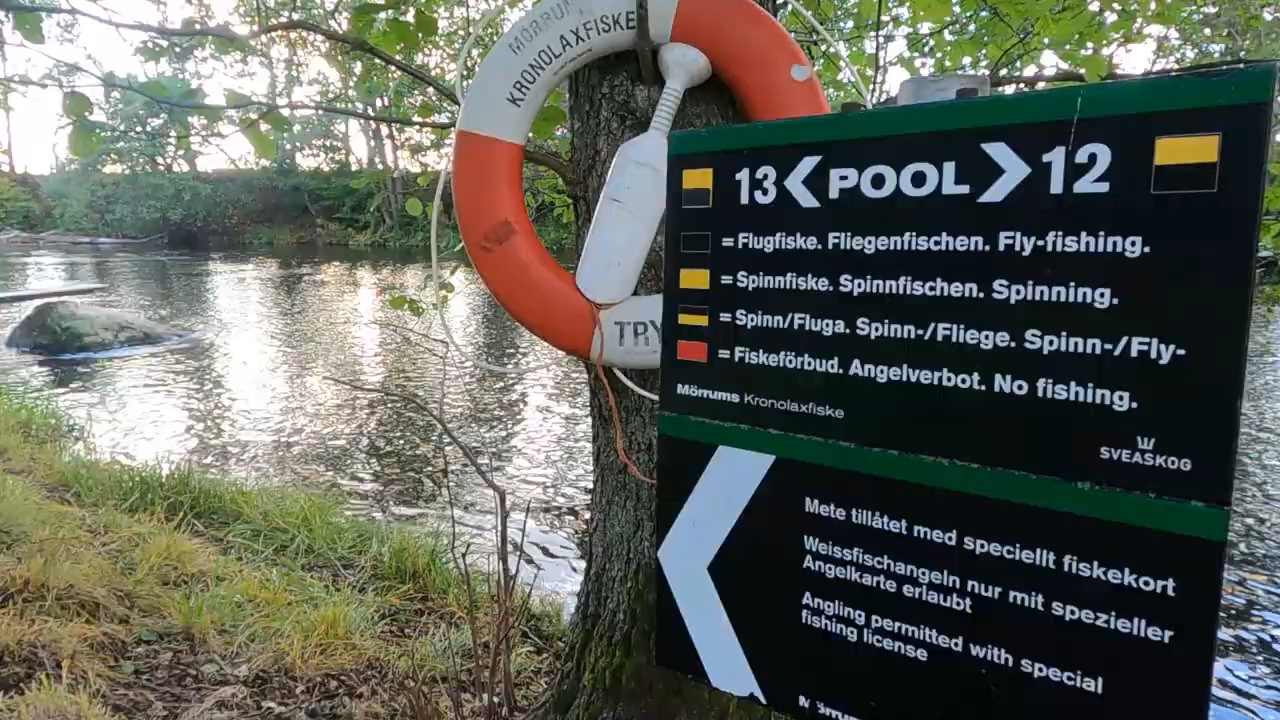 MÖRRUM
KRONOLAXFISKE
TRY
13 < POOL > 12
= Flugfiske. Fliegenfischen. Fly-fishing.
= Spinnfiske. Spinnfischen. Spinning.
= Spinn/Fluga. Spinn-/Fliege. Spinn-/Fly-
= Fiskeförbud. Angelverbot. No fishing.
Mörrums Kronolaxfiske
SVEASKOG
Mete tillåtet med speciellt fiskekort
Weissfischangeln nur mit spezieller
Angelkarte erlaubt
Angling permitted with special
fishing license
Mörrums